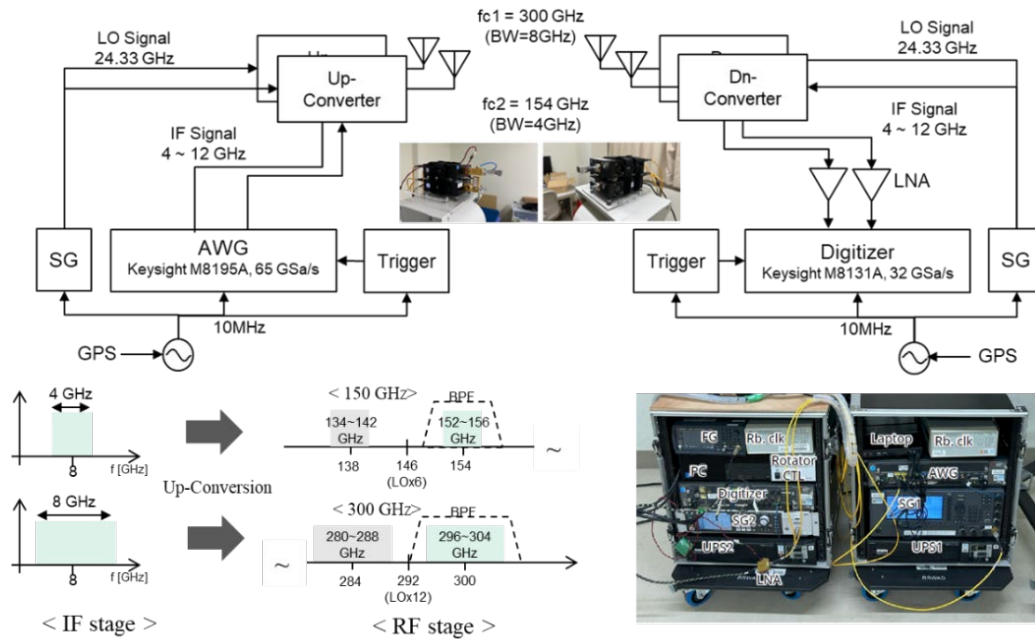 LO Signal
24.33 GHz
Up-
Converter
IF Signal
4 ~ 12 GHz
SG
AWG
Keysight M8195A, 65 GSa/s
Trigger
10MHz
GPS
fc1 = 300 GHz
(BW=8GHz)
fc2 = 154 GHz
(BW=4GHz)
LO Signal
24.33 GHz
Dn-
Converter
IF Signal
4 ~ 12 GHz
LNA
Trigger
Digitizer
Keysight M8131A, 32 GSa/s
SG
10MHz
GPS
4 GHz
8
f [GHz]
8 GHz
8
f [GHz]
< IF stage >
Up-Conversion
< 150 GHz>
BPF
134~142
GHz
152~156
GHz
138
146
154
(LOx6)
~
< 300 GHz>
BPF
280~288
GHz
296~304
GHz
~
284
292
300
(LOx12)
< RF stage >
FG
Rb. clk
PC
Rotator
CTL
Digitizer
SG2
UPS2
LNA
Laptop
Rb. clk
AWG
SG1
UPS1